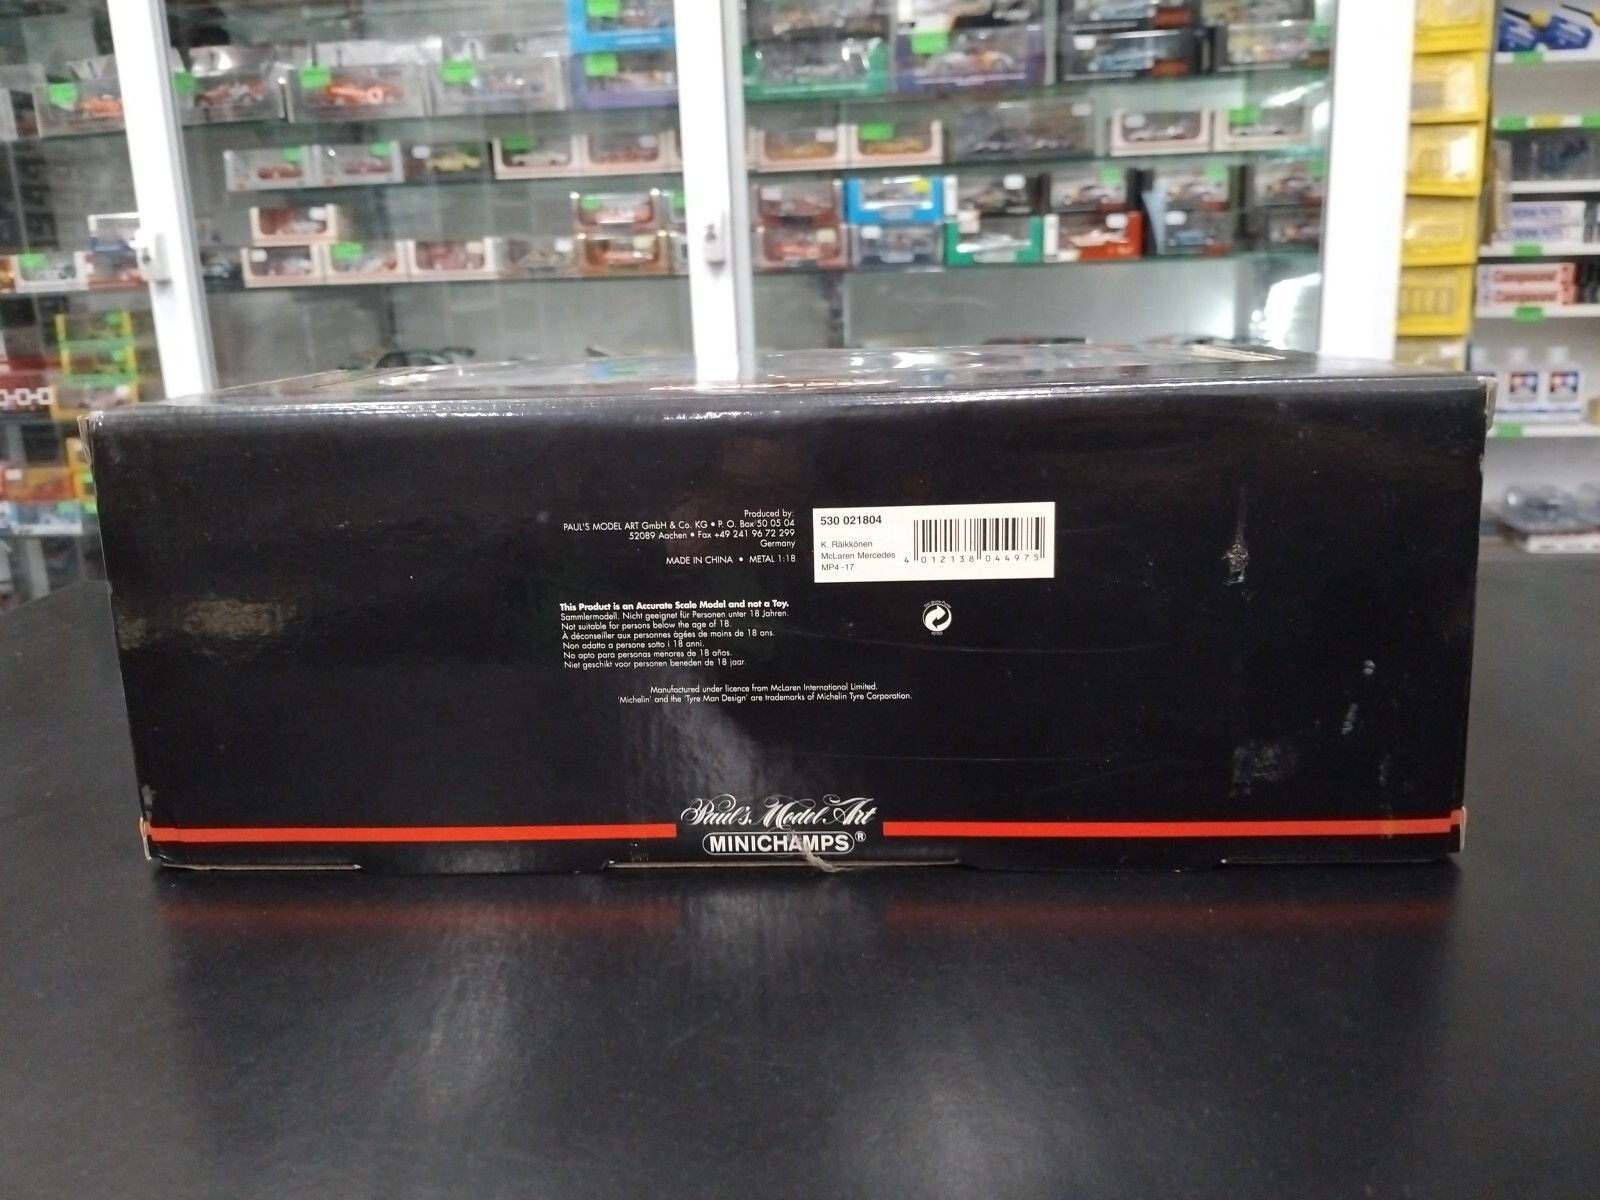 Compound
Compound
Produced by:
PAUL'S MODEL ART GmbH & Co. KG • P. O. Box 50 05 04
52089 Aachen • Fax +49 241 96 72 299
Germany
MADE IN CHINA • METAL 1:18
530 021804
K. Räikkönen
McLaren Mercedes
MP4 -17
4 012138 044975
This Product is an Accurate Scale Model and not a Toy.
Sammlermodell. Nicht geeignet für Personen unter 18 Jahren.
Not suitable for persons below the age of 18.
À déconseiller aux personnes âgées de moins de 18 ans.
Non adatto a persone sotto i 18 anni.
No apto para personas menores de 18 años.
Niet geschikt voor personen beneden de 18 jaar.
Manufactured under licence from McLaren International Limited.
'Michelin' and the 'Tyre Man Design' are trademarks of Michelin Tyre Corporation.
Paul's Model Art
MINICHAMPS®